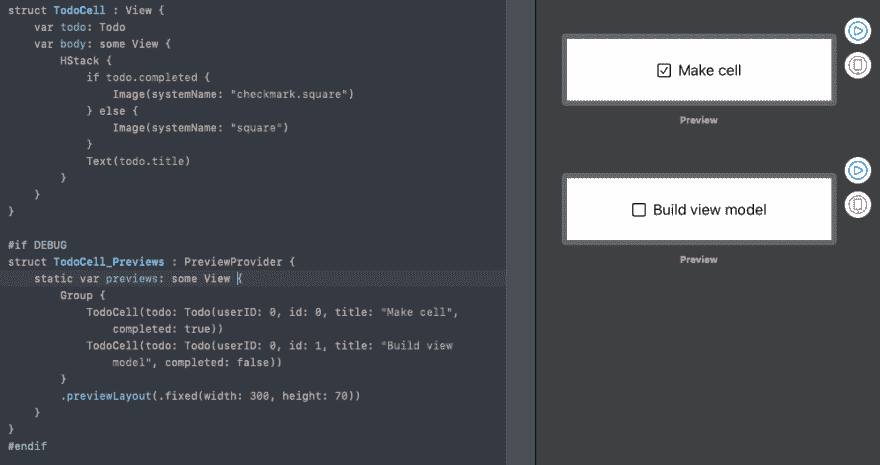 struct TodoCell : View {
    var todo: Todo
    var body: some View {
        HStack {
            if todo.completed {
                Image(systemName: "checkmark.square")
            } else {
                Image(systemName: "square")
            }
            Text(todo.title)
        }
    }
}

#if DEBUG
struct TodoCell_Previews : PreviewProvider {
    static var previews: some View {
        Group {
            TodoCell(todo: Todo(userID: 0, id: 0, title: "Make cell",
                completed: true))
            TodoCell(todo: Todo(userID: 0, id: 1, title: "Build view
                model", completed: false))
        }
        .previewLayout(.fixed(width: 300, height: 70))
    }
}
#endif
Make cell
Preview
Build view model
Preview